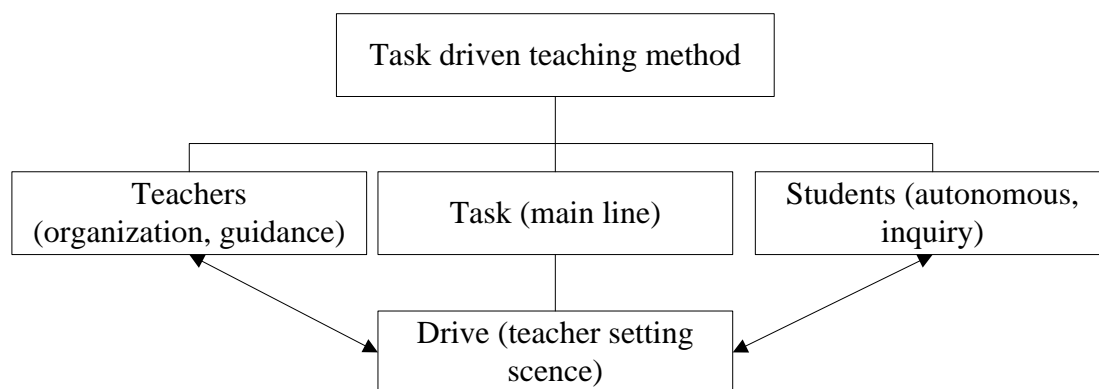 Task driven teaching method
Teachers
(organization, guidance)
Task (main line)
Students (autonomous,
inquiry)
Drive (teacher setting
scence)